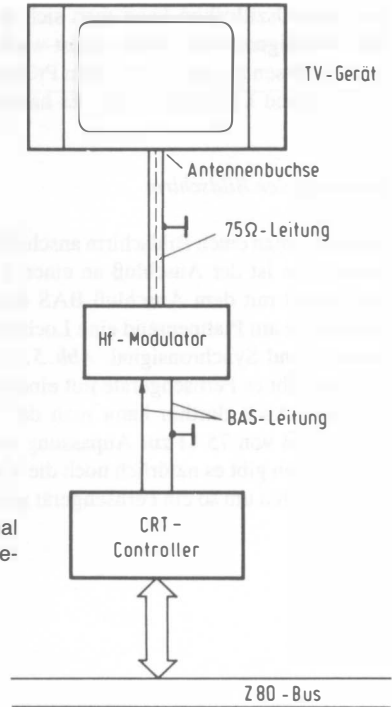 TV-Gerät
Antennenbuchse
75Ω-Leitung
Hf-Modulator
BAS-Leitung
CRT-
Controller
Z80-Bus